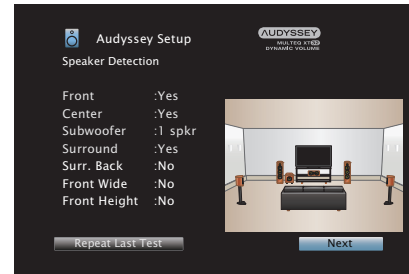 Audyssey Setup
AUDYSSEY
MULTEQ XT32
DYNAMIC VOLUME
Speaker Detection
Front :Yes
Center :Yes
Subwoofer :1 spkr
Surround :Yes
Surr. Back :No
Front Wide :No
Front Height :No
Repeat Last Test
Next